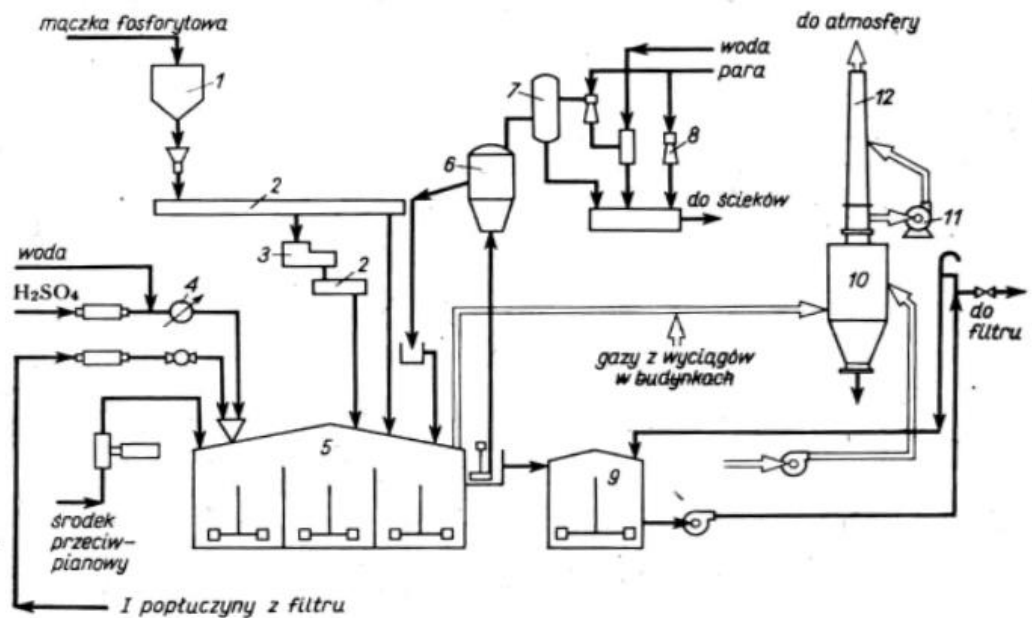 mączka fosforytowa
1
2
3
2
woda
H₂SO₄
4
5
środek
przeciw-
pianowy
I popłuczyny z filtru
6
7
woda
para
8
do ścieków
gazy z wyciągów
w budynkach
9
do atmosfery
12
11
10
do
filtru